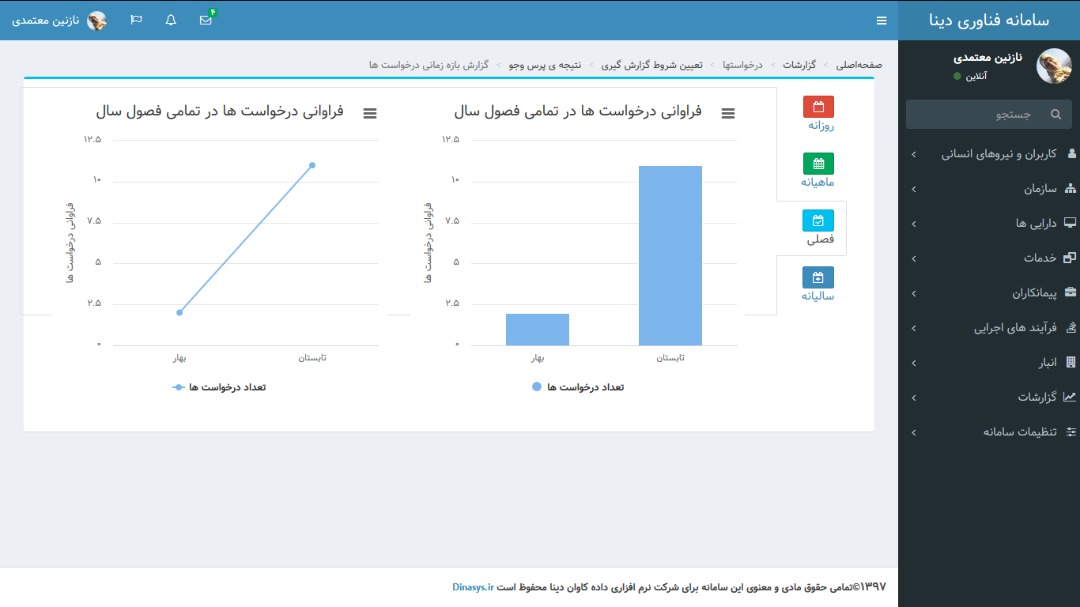 سامانه فناوری دینا
نازنین معتمدی
۴
نازنین معتمدی
آنلاین
جستجو
کاربران و نیروهای انسانی
سازمان
دارایی ها
خدمات
پیمانکاران
فرآیند های اجرایی
انبار
گزارشات
تنظیمات سامانه
صفحه‌اصلی > گزارشات > درخواستها > تعیین شروط گزارش گیری > نتیجه ی پرس وجو > گزارش بازه زمانی درخواست ها
روزانه
ماهیانه
فصلی
سالیانه
فراوانی درخواست ها در تمامی فصول سال
فراوانی درخواست ها
۱۲.۵
۱۰
۷.۵
۵
۲.۵
۰
بهار
تابستان
تعداد درخواست ها
فراوانی درخواست ها در تمامی فصول سال
فراوانی درخواست ها
۱۲.۵
۱۰
۷.۵
۵
۲.۵
۰
بهار
تابستان
تعداد درخواست ها
۱۳۹۷©تمامی حقوق مادی و معنوی این سامانه برای شرکت نرم افزاری داده کاوان دینا محفوظ است Dinasys.ir